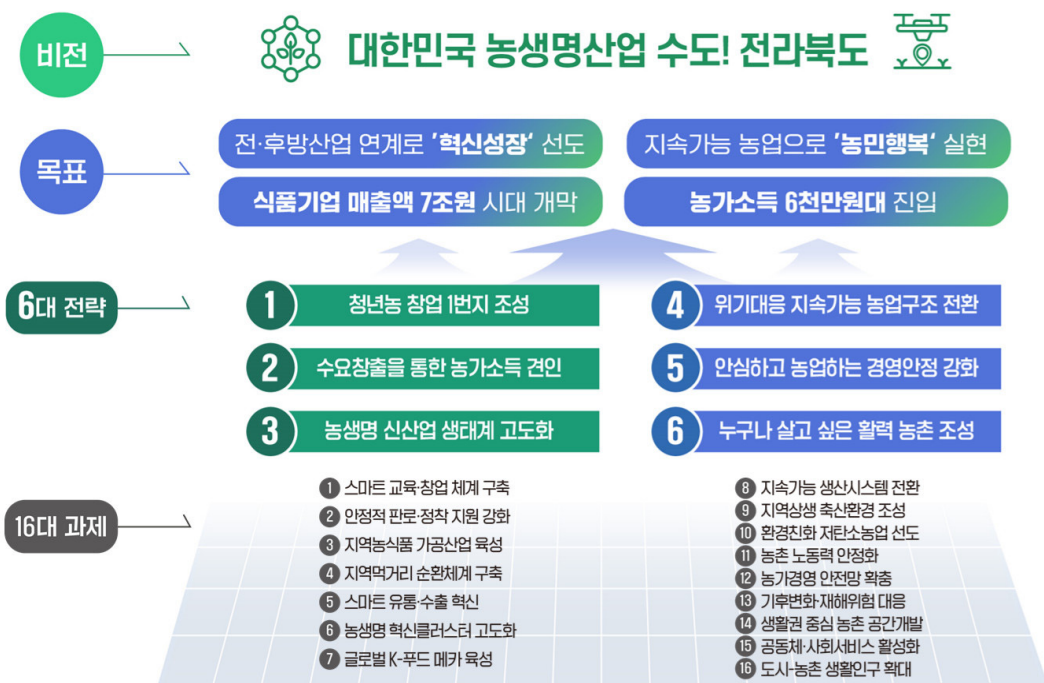 비전
대한민국 농생명산업 수도! 전라북도
목표
전·후방산업 연계로 '혁신성장' 선도
식품기업 매출액 7조원 시대 개막
지속가능 농업으로 '농민행복' 실현
농가소득 6천만원대 진입
6대 전략
1 청년농 창업 1번지 조성
2 수요창출을 통한 농가소득 견인
3 농생명 신산업 생태계 고도화
4 위기대응 지속가능 농업구조 전환
5 안심하고 농업하는 경영안정 강화
6 누구나 살고 싶은 활력 농촌 조성
16대 과제
1 스마트 교육·창업 체계 구축
2 안정적 판로·정착 지원 강화
3 지역농식품 가공산업 육성
4 지역먹거리 순환체계 구축
5 스마트 유통·수출 혁신
6 농생명 혁신클러스터 고도화
7 글로벌 K-푸드 메카 육성
8 지속가능 생산시스템 전환
9 지역상생 축산환경 조성
10 환경친화 저탄소농업 선도
11 농촌 노동력 안정화
12 농가경영 안전망 확충
13 기후변화·재해위험 대응
14 생활권 중심 농촌 공간개발
15 공동체·사회서비스 활성화
16 도시-농촌 생활인구 확대